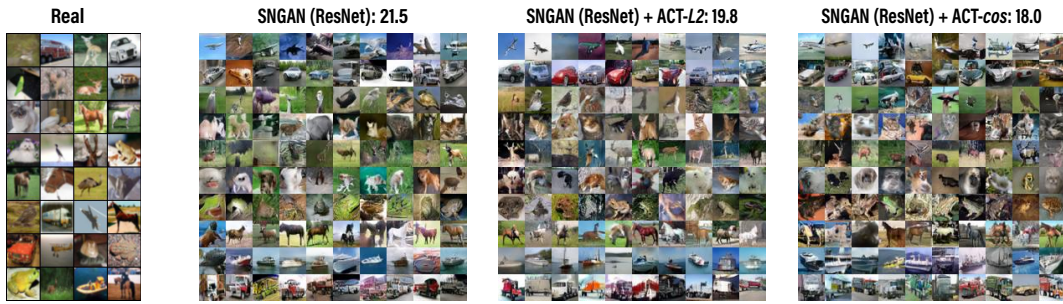 Real
SNGAN (ResNet): 21.5
SNGAN (ResNet) + ACT-L2: 19.8
SNGAN (ResNet) + ACT-cos: 18.0